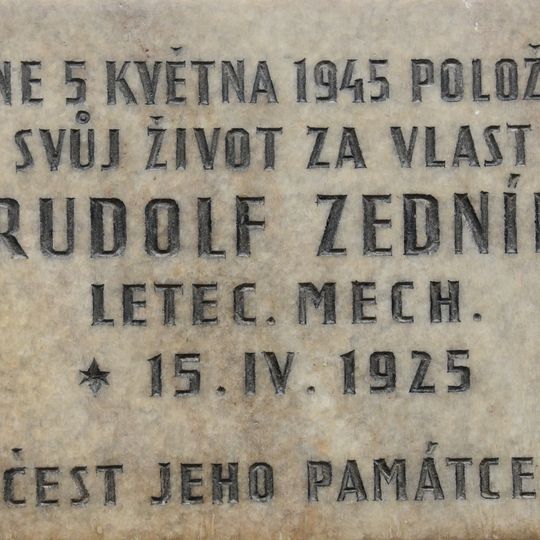 NE 5 KVĚTNA 1945 POLOŽ
SVŮJ ŽIVOT ZA VLAST
RUDOLF ZEDNÍ
LETEC. MECH.
* 15. IV. 1925
ČEST JEHO PAMÁTCE